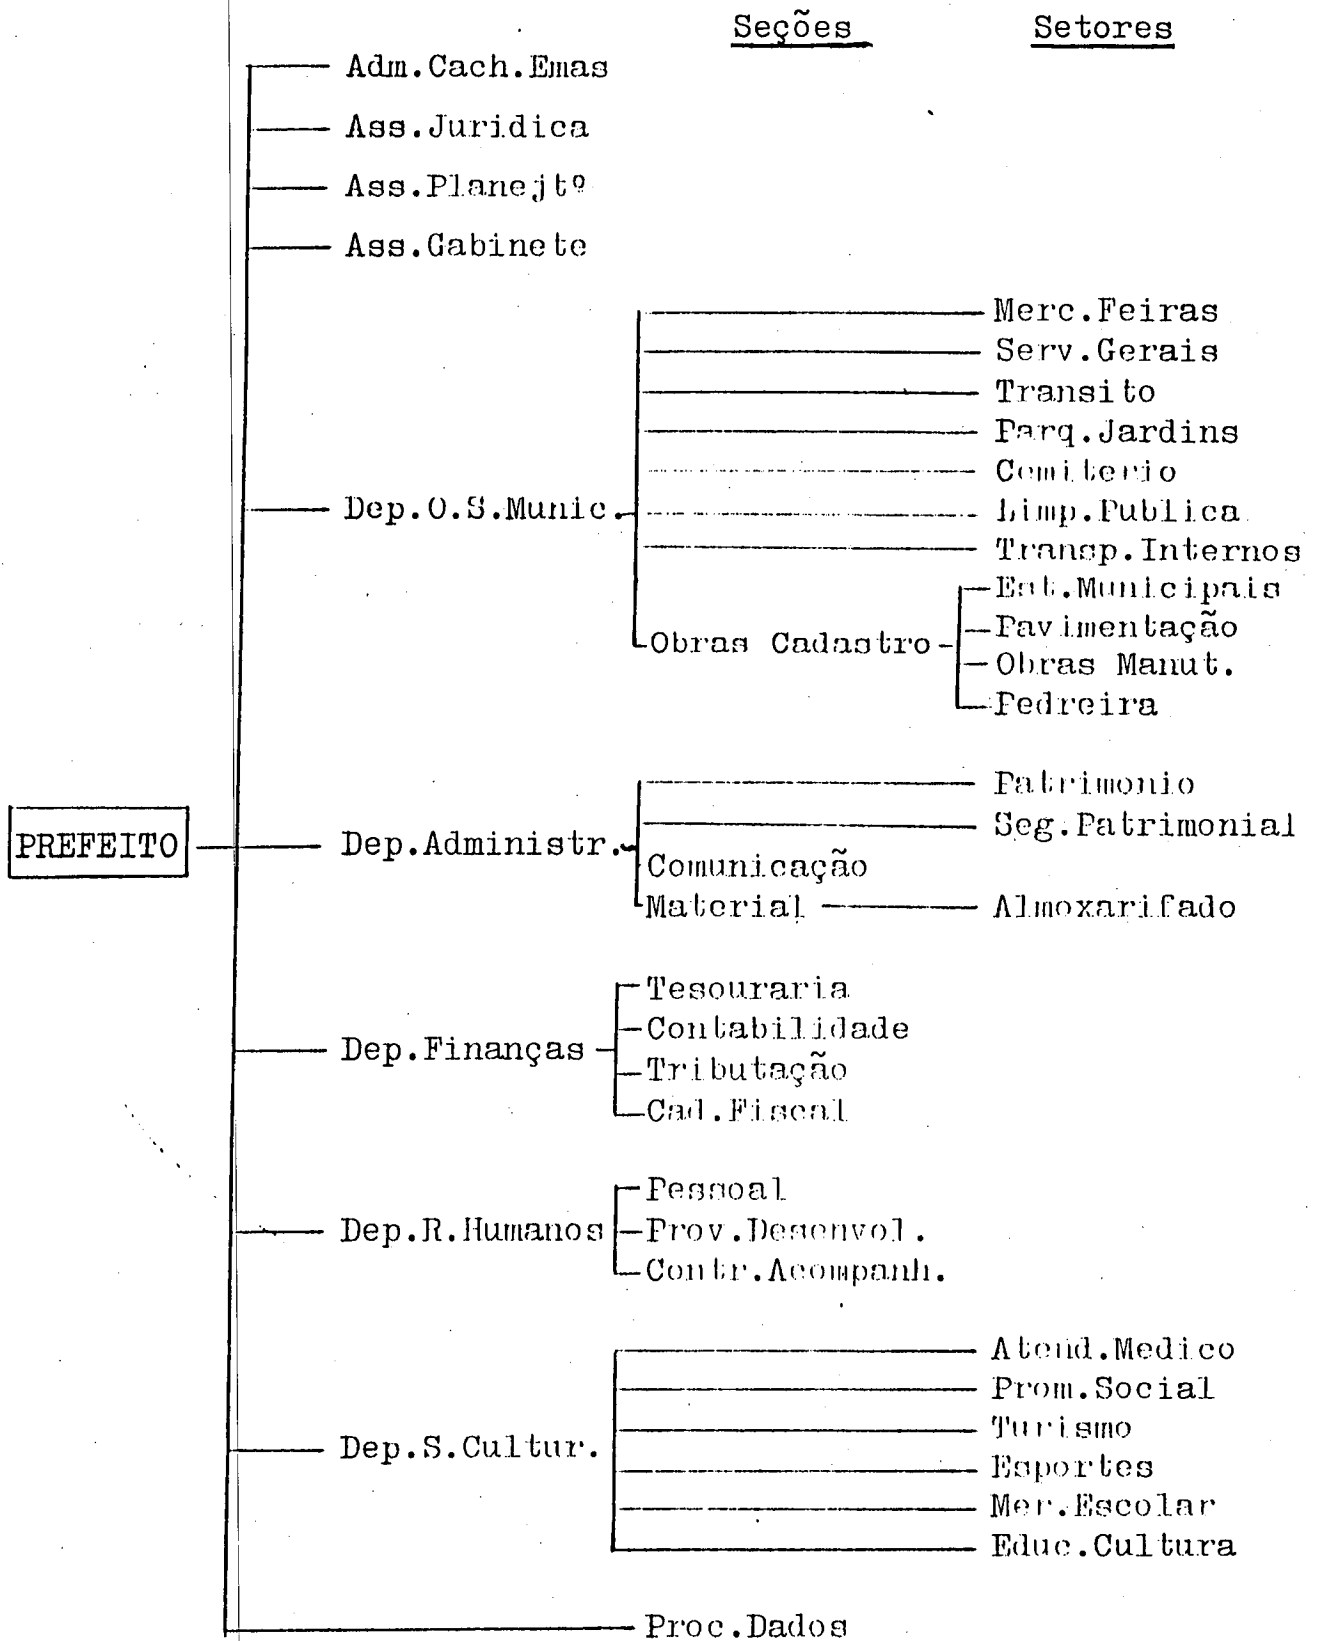 Seções Setores
Adm.Cach.Emas
Ass.Juridica
Ass.Planejtº
Ass.Gabinete
Merc.Feiras
Serv.Gerais
Transito
Parq.Jardins
Cemiterio
Dep.O.S.Munic. Limp.Publica
Transp.Internos
Est.Municipais
Pavimentação
Obras Cadastro
Obras Manut.
Pedreira
Patrimonio
Seg.Patrimonial
PREFEITO Dep.Administr.
Comunicação
Material Almoxarifado
Tesouraria
Contabilidade
Dep.Finanças
Tributação
Cad.Fiscal
Pessoal
Dep.R.Humanos Prov.Desenvol.
Contr.Acompanh.
Atend.Medico
Prom.Social
Turismo
Dep.S.Cultur.
Esportes
Mer.Escolar
Educ.Cultura
Proc.Dados